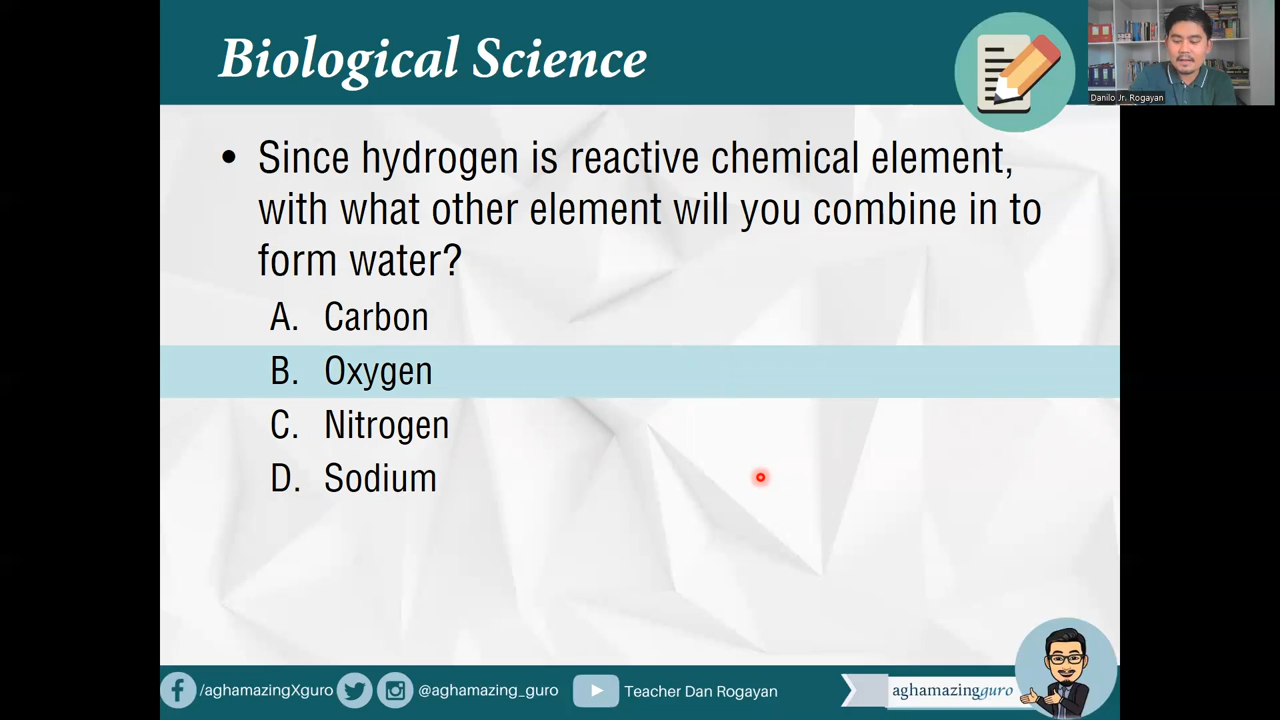 Biological Science
Danilo Jr. Rogayan
• Since hydrogen is reactive chemical element,
with what other element will you combine in to
form water?
A. Carbon
B. Oxygen
C. Nitrogen
D. Sodium
/aghamazingXguro
@aghamazing_guro
Teacher Dan Rogayan
aghamazingguro